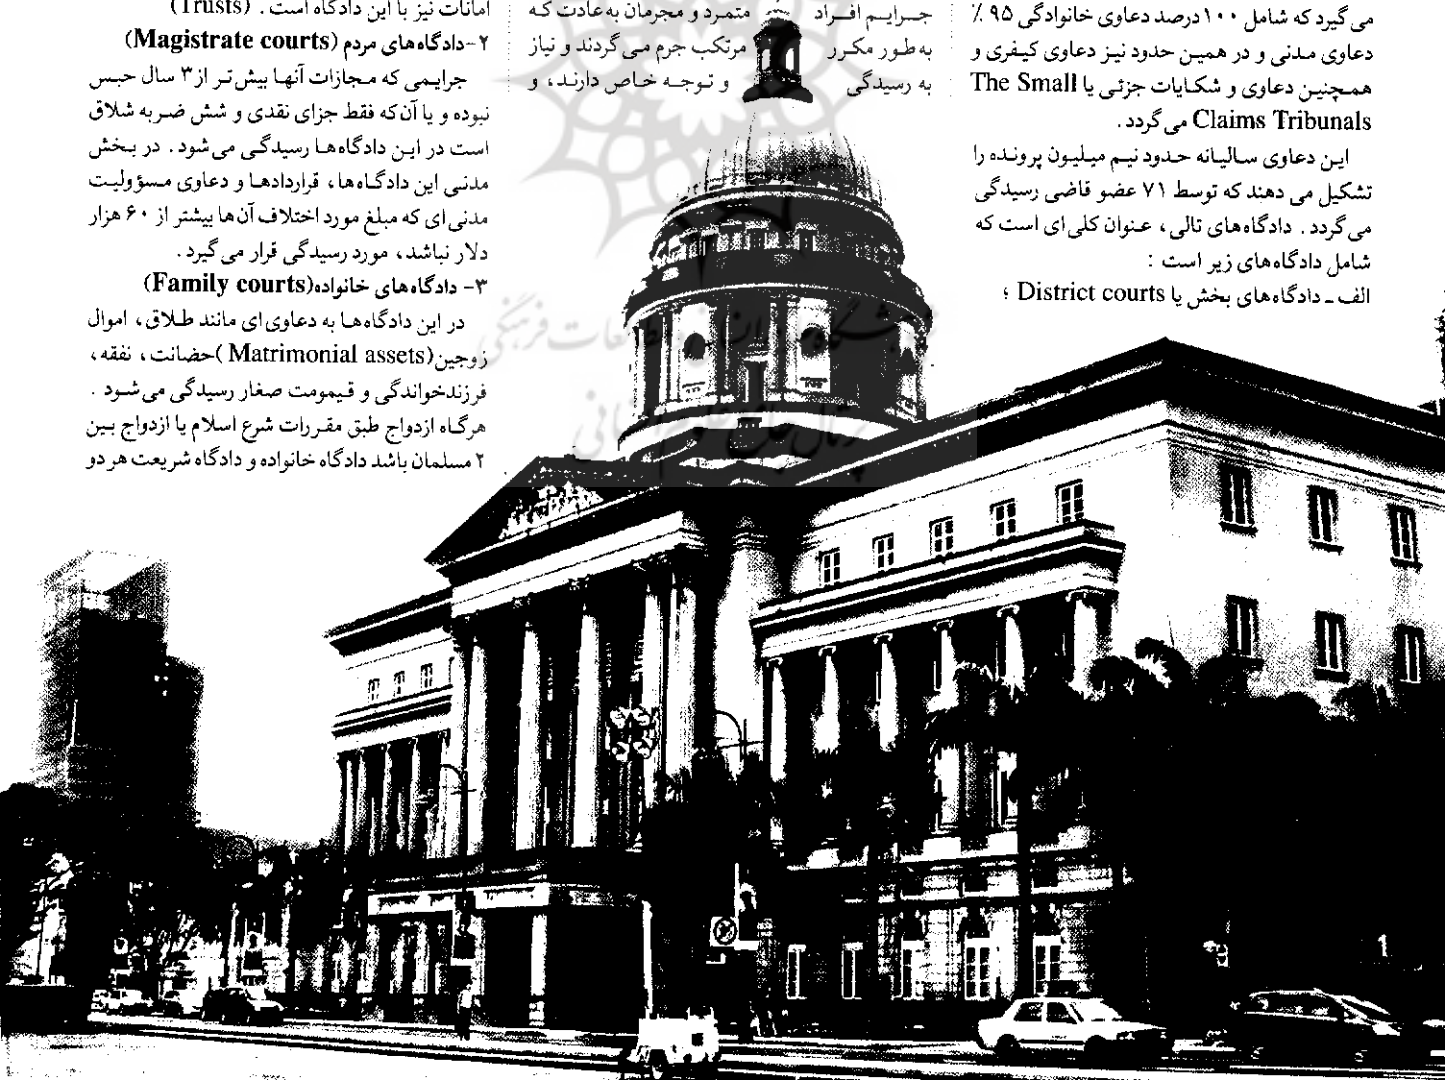 می‌گیرد که شامل ۱۰۰درصد دعاوی خانوادگی ۹۵ ٪
دعاوی مدنی و در همین حدود نیز دعاوی کیفری و
همچنین دعاوی و شکایات جزئی یا The Small
Claims Tribunals می‌گردد.
این دعاوی سالیانه حدود نیم میلیون پرونده را
تشکیل می دهند که توسط ۷۱ عضو قاضی رسیدگی
می‌گردد. دادگاه‌های تالی، عنوان کلی‌ای است که
شامل دادگاه‌های زیر است :
الف ـ دادگاه‌های بخش یا District courts ؛
جرایم افراد متمرد و مجرمان به‌عادت که
به‌طور مکرر مرتکب جرم می‌گردند و نیاز
به رسیدگی و توجه خاص دارند، و
امانات نیز با این دادگاه است. (Trusts)
۲-دادگاه‌های مردم (Magistrate courts)
جرایمی که مجازات آنها بیش‌تر از ۳ سال حبس
نبوده و یا آن‌که فقط جزای نقدی و شش ضربه شلاق
است در این دادگاه‌ها رسیدگی می‌شود. در بخش
مدنی این دادگاه‌ها، قراردادها و دعاوی مسؤولیت
مدنی‌ای که مبلغ مورد اختلاف آن‌ها بیشتر از ۶۰ هزار
دلار نباشد، مورد رسیدگی قرار می‌گیرد.
۳- دادگاه‌های خانواده(Family courts)
در این دادگاه‌ها به دعاوی‌ای مانند طلاق، اموال
زوجین(Matrimonial assets )حضانت، نفقه،
فرزندخواندگی و قیمومت صغار رسیدگی می‌شود .
هرگاه ازدواج طبق مقررات شرع اسلام یا ازدواج بین
۲ مسلمان باشد دادگاه خانواده و دادگاه شریعت هر دو